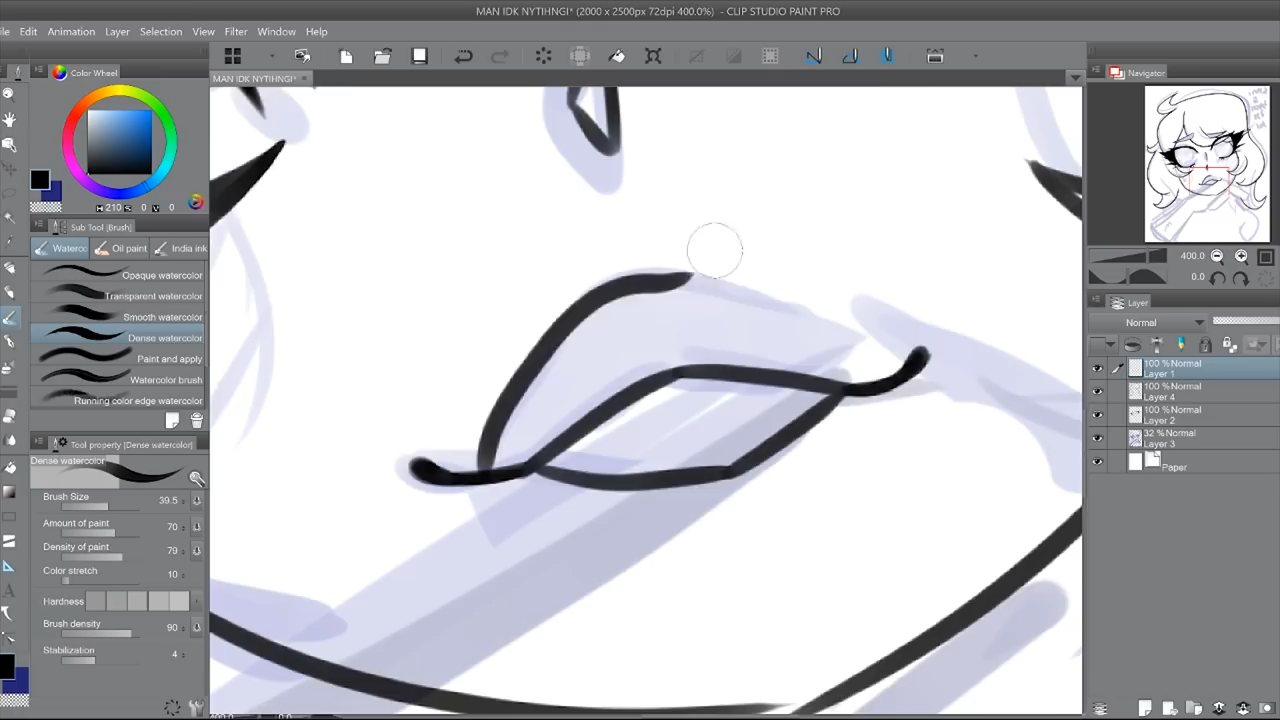 MAN IDK NYTIHNGI* (2000 x 2500px 72dpi 400.0%) - CLIP STUDIO PAINT PRO
Edit Animation Layer Selection View Filter Window Help
Color Wheel
MAN IDK NYTIHNGI*
Navigator
H 210 S 0 V 0
Sub Tool [Brush]
Oil paint India ink
Opaque watercolor
Transparent watercolor
Smooth watercolor
Dense watercolor
Paint and apply
Watercolor brush
Running color edge watercolor
Tool property [Dense watercolor]
Dense watercolor
Brush Size 39.5
Amount of paint 70
Density of paint 79
Color stretch 10
Hardness
Brush density 90
Stabilization 4
400.0
0.0
Layer
Normal
100 % Normal
Layer 1
100 % Normal
Layer 4
100 % Normal
Layer 2
32 % Normal
Layer 3
Paper